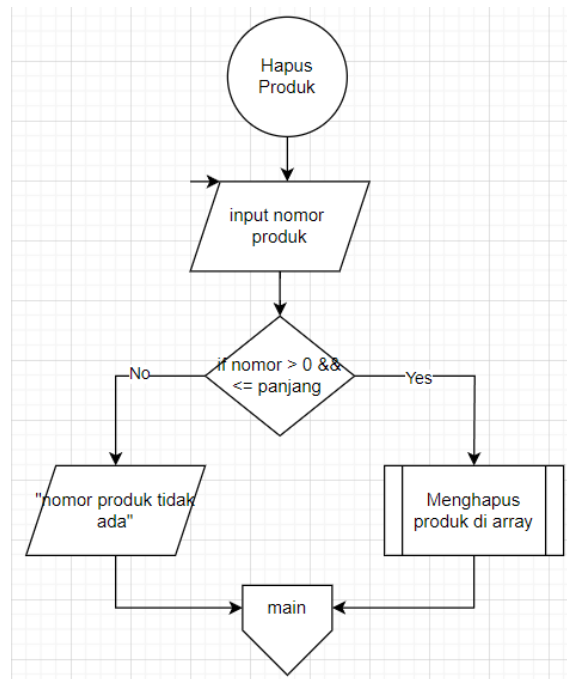 Hapus
Produk
input nomor
produk
if nomor > 0 &&
<= panjang
No
Yes
"nomor produk tidak
ada"
Menghapus
produk di array
main